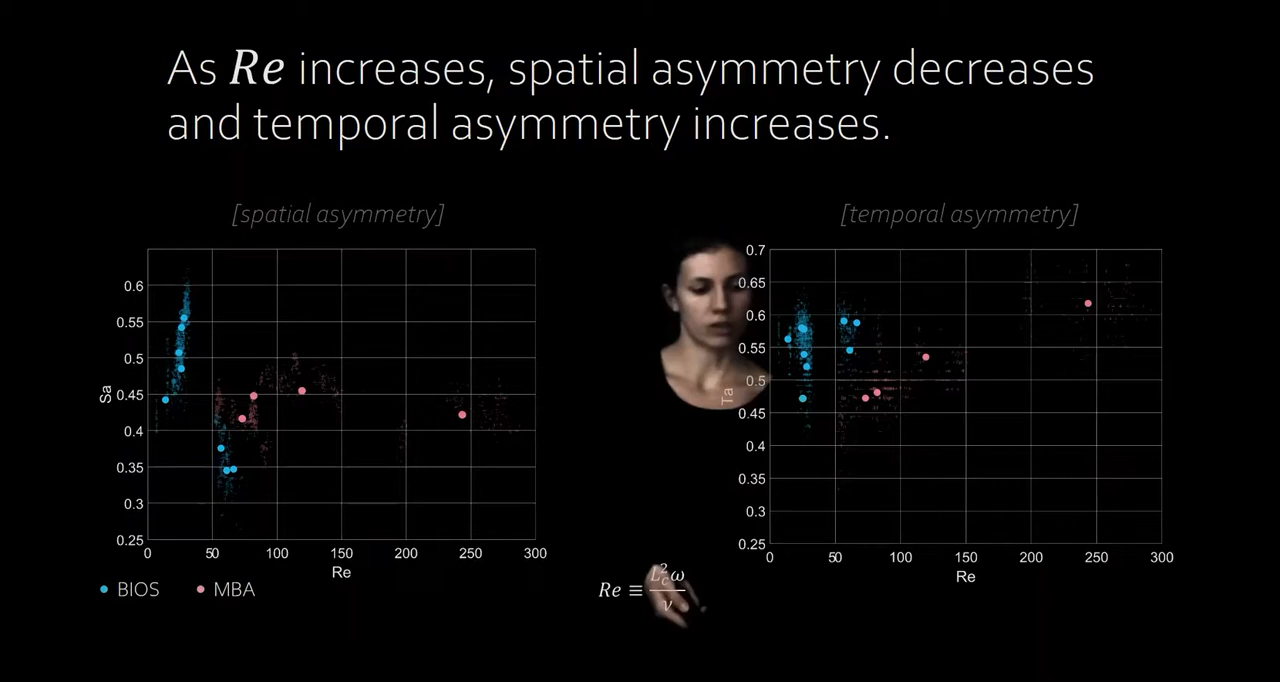 As Re increases, spatial asymmetry decreases
and temporal asymmetry increases.
[spatial asymmetry]
Sa
0.6
0.55
0.5
0.45
0.4
0.35
0.3
0.25
0 50 100 150 200 250 300
Re
BIOS MBA
[temporal asymmetry]
Ta
0.7
0.65
0.6
0.55
0.5
0.45
0.4
0.35
0.3
0.25
0 50 100 150 200 250 300
Re
Re ≡ L_c^2 ω / ν